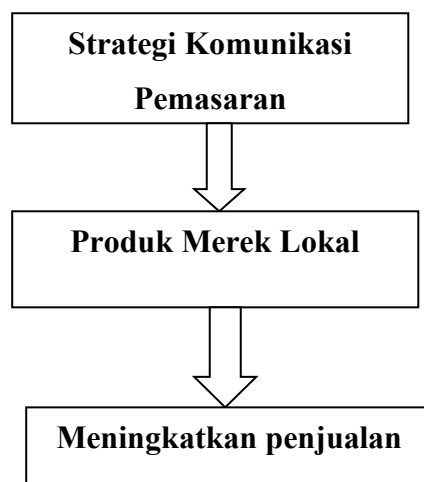 Strategi Komunikasi
Pemasaran
Produk Merek Lokal
Meningkatkan penjualan